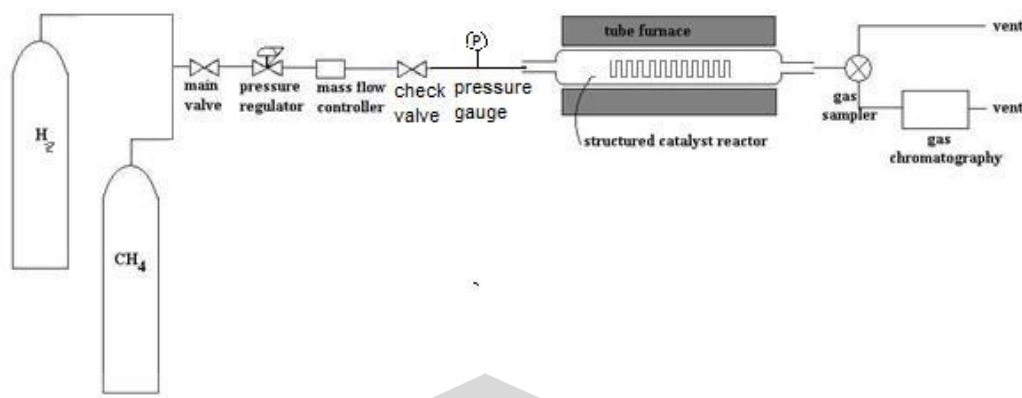 H2
CH4
main
valve
pressure
regulator
mass flow
controller
check
valve
P
pressure
gauge
tube furnace
structured catalyst reactor
gas
sampler
vent
gas
chromatography
vent